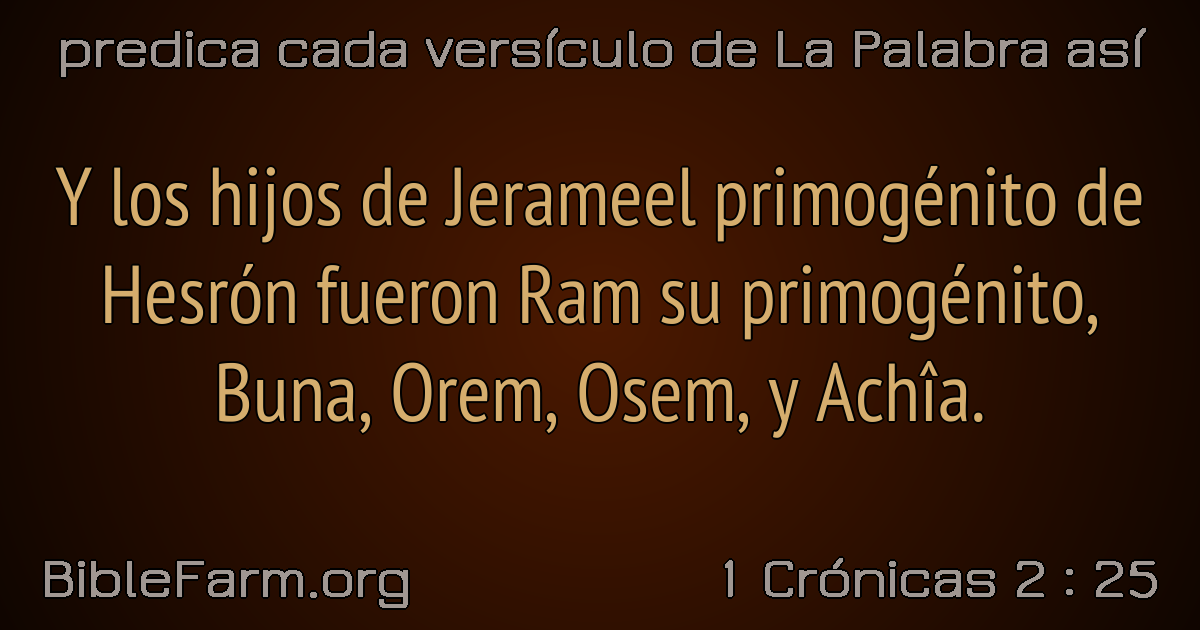 predica cada versículo de La Palabra así
Y los hijos de Jerameel primogénito de
Hesrón fueron Ram su primogénito,
Buna, Orem, Osem, y Achîa.
BibleFarm.org
1 Crónicas 2 : 25